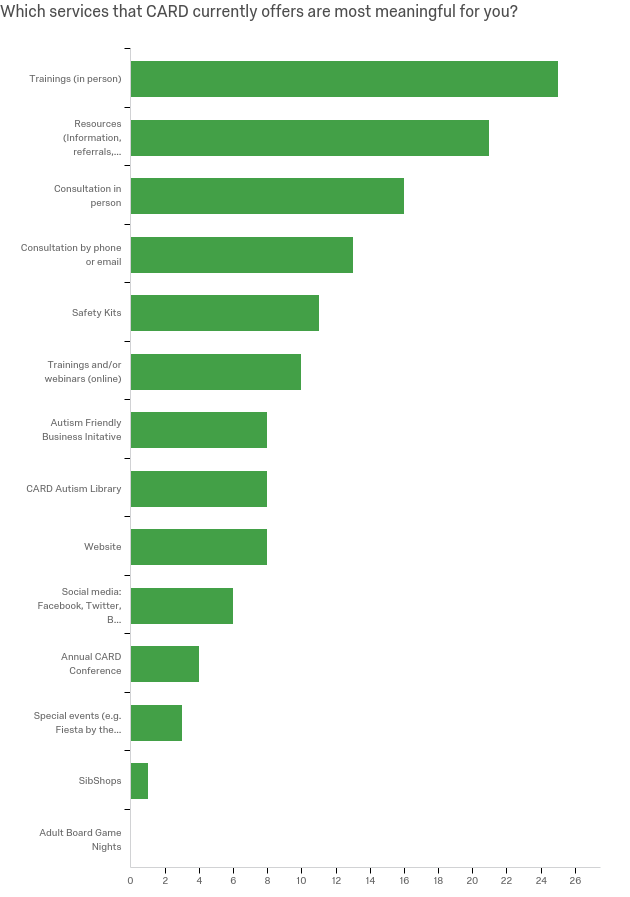 Which services that CARD currently offers are most meaningful for you?
Trainings (in person)
Resources
(Information,
referrals,...
Consultation in
person
Consultation by phone
or email
Safety Kits
Trainings and/or
webinars (online)
Autism Friendly
Business Initative
CARD Autism Library
Website
Social media:
Facebook, Twitter,
B...
Annual CARD
Conference
Special events (e.g.
Fiesta by the...
SibShops
Adult Board Game
Nights
0 2 4 6 8 10 12 14 16 18 20 22 24 26